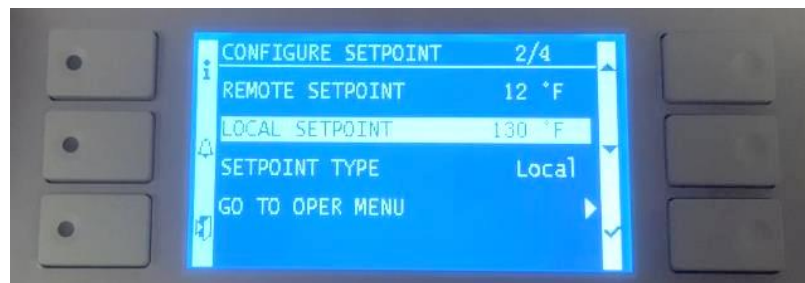 CONFIGURE SETPOINT 2/4
REMOTE SETPOINT 12 °F
LOCAL SETPOINT 130 °F
SETPOINT TYPE Local
GO TO OPER MENU